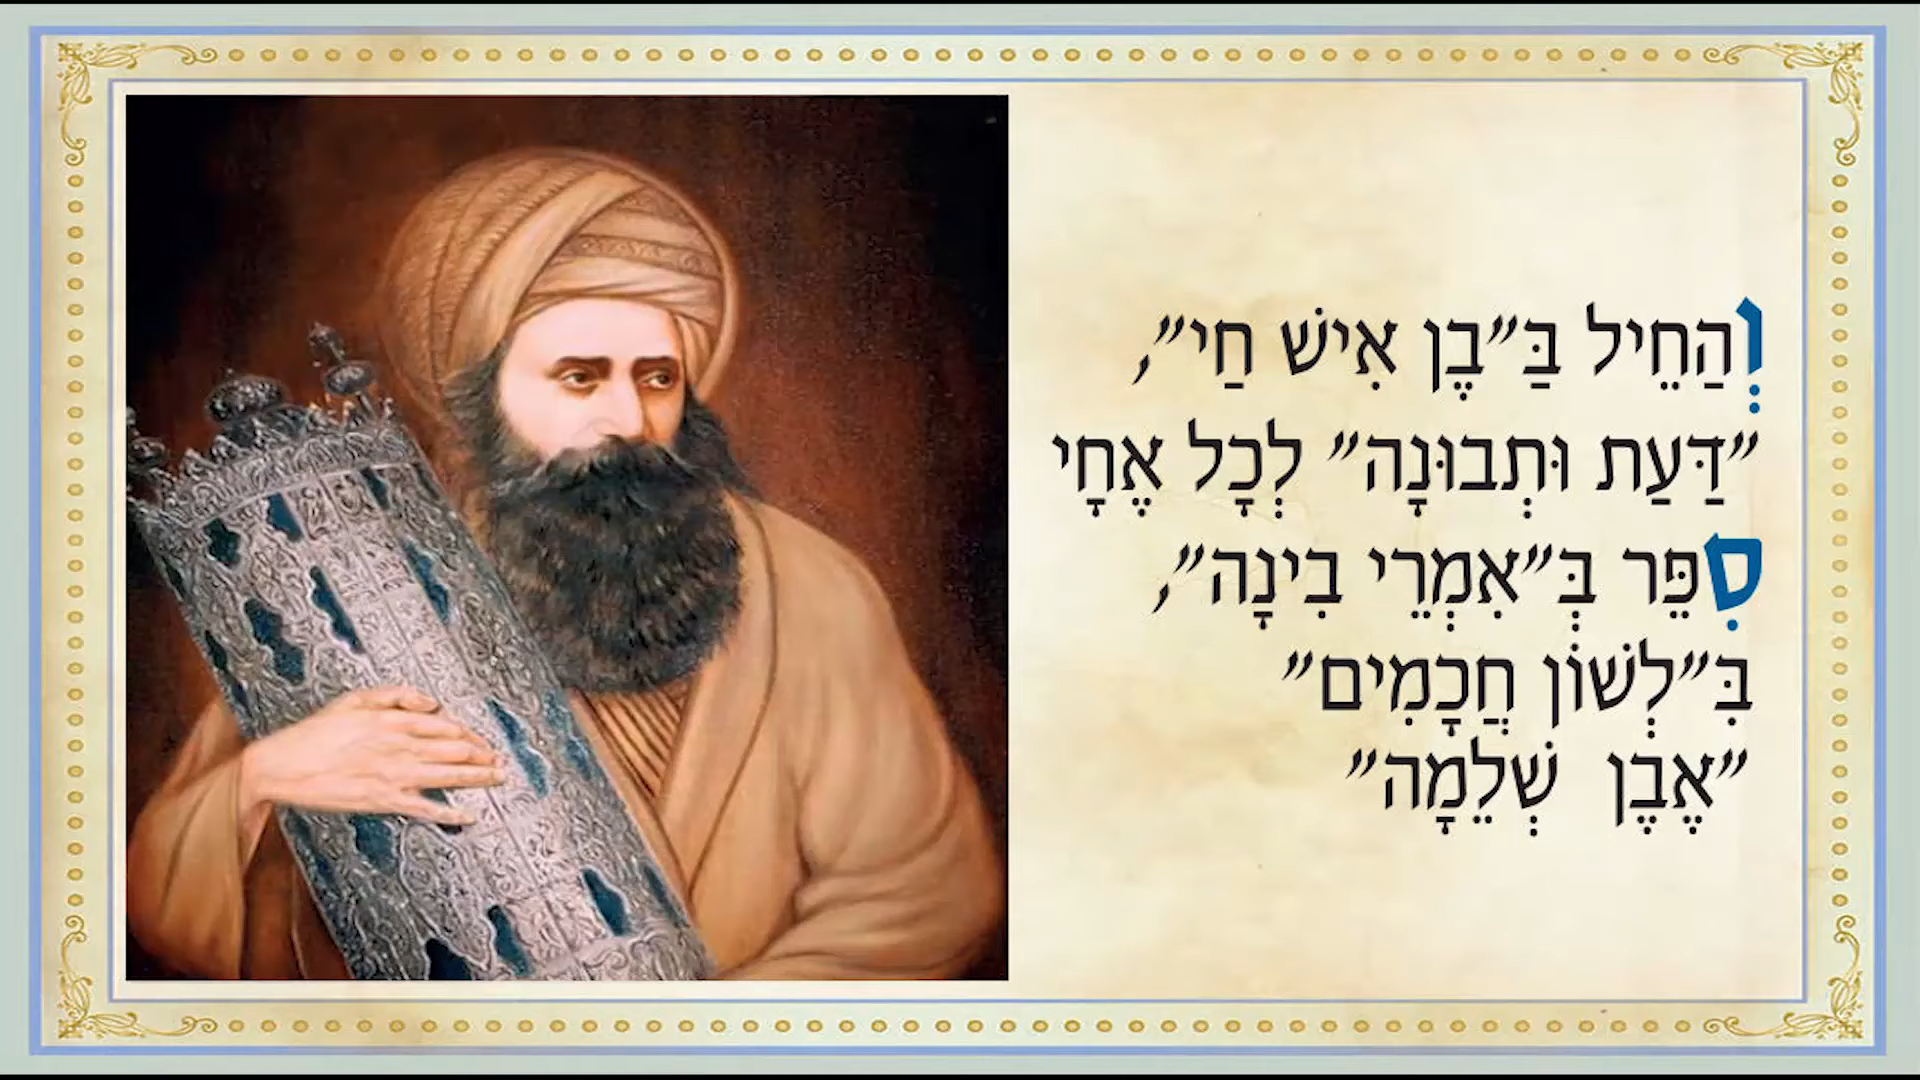 וְהַחֵיל בַּ״בֶן אִישׁ חַי״,
״דַּעַת וּתְבוּנָה״ לְכָל אֶחָי
סִפֵּר בְּ״אִמְרֵי בִינָה״,
בִּ״לְשׁוֹן חֲכָמִים״
״אֶבֶן שְׁלֵמָה״